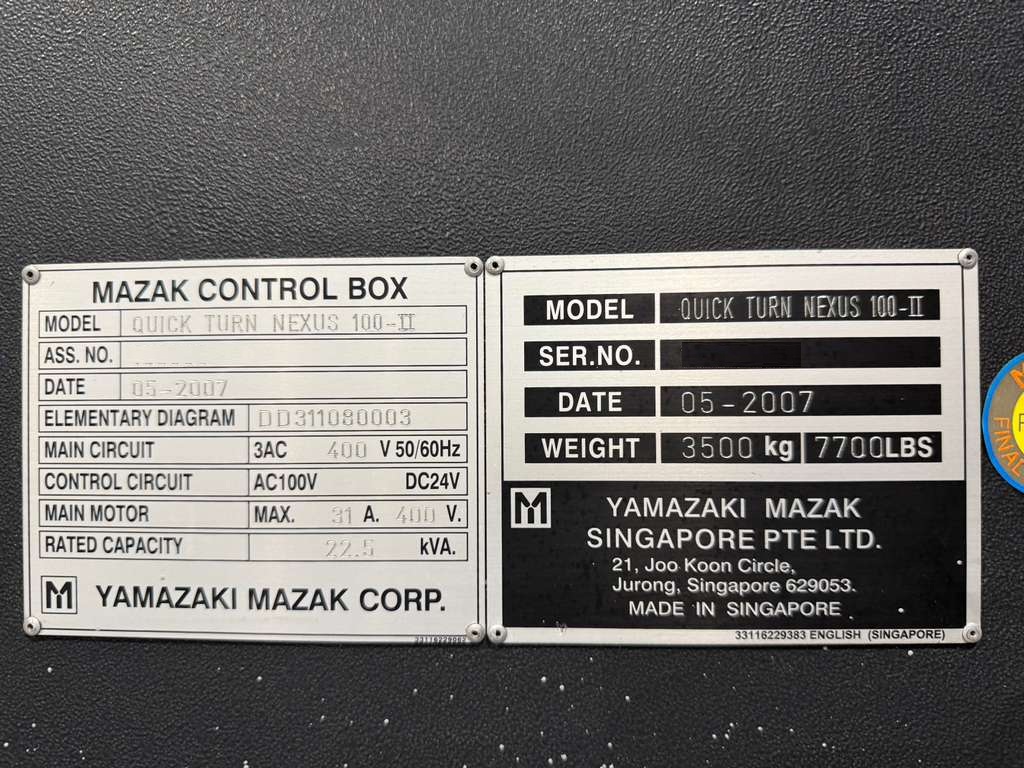 MAZAK CONTROL BOX
MODEL QUICK TURN NEXUS 100-II
ASS. NO.
DATE 05-2007
ELEMENTARY DIAGRAM DD311080003
MAIN CIRCUIT 3AC 400 V 50/60Hz
CONTROL CIRCUIT AC100V DC24V
MAIN MOTOR MAX. 31 A. 400 V.
RATED CAPACITY 22.5 kVA.
M YAMAZAKI MAZAK CORP.
33116229062
MODEL QUICK TURN NEXUS 100-II
SER.NO.
DATE 05-2007
WEIGHT 3500 kg 7700LBS
M YAMAZAKI MAZAK
SINGAPORE PTE LTD.
21, Joo Koon Circle,
Jurong, Singapore 629053.
MADE IN SINGAPORE
33116229383 ENGLISH (SINGAPORE)
FINAL